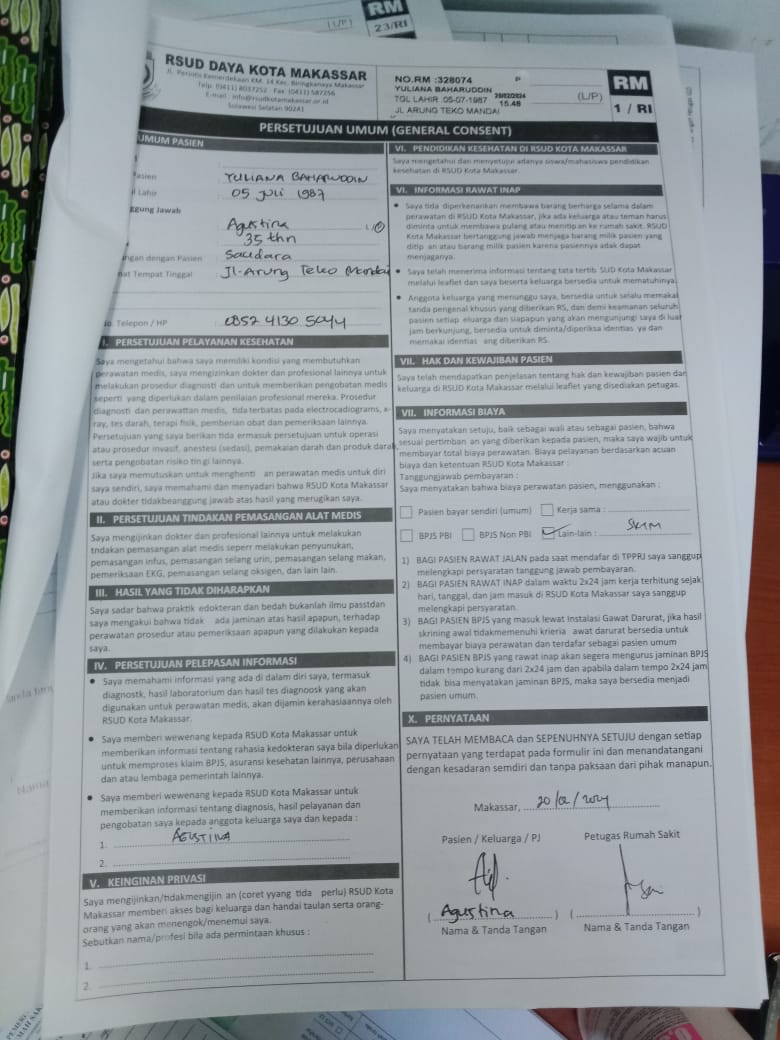 RM
23/RI
(L/P)
RSUD DAYA KOTA MAKASSAR
Jl. Perintis Kemerdekaan KM. 14 Kec. Biringkanaya Makassar
Telp. (0411) 8037252 Fax. (0411) 587256
Sulawesi Selatan 90241
NO.RM :328074 P
YULIANA BAHARUDDIN
TGL LAHIR :05-07-1987
15.48
JL ARUNG TEKO MANDAI
(L/P)
RM
1 / RI
PERSETUJUAN UMUM (GENERAL CONSENT)
UMUM PASIEN
Pasien YULIANA BAHARUDDIN
Lahir 05 Juli 1987
ggung Jawab
Agustina
35 thn
ngan dengan Pasien Saudara
at Tempat Tinggal Jl. Arung Teko Mandai
No. Telepon / HP 0852 4130 5044
I. PERSETUJUAN PELAYANAN KESEHATAN
Saya mengetahui bahwa saya memiliki kondisi yang membutuhkan
perawatan medis, saya mengizinkan dokter dan profesional lainnya untuk
melakukan prosedur diagnosti dan untuk memberikan pengobatan medis
seperti yang diperlukan dalam penilaian profesional mereka. Prosedur
diagnosti dan perawattan medis, tida terbatas pada electrocadiograms, x-
ray, tes darah, terapi fisik, pemberian obat dan pemeriksaan lainnya.
Persetujuan yang saya berikan tida ermasuk persetujuan untuk operasi
atau prosedur invasif, anestesi (sedasi), pemakaian darah dan produk darah
serta pengobatan risiko tingi lainnya.
Jika saya memutuskan untuk menghenti an perawatan medis untuk diri
saya sendiri, saya memahami dan menyadari bahwa RSUD Kota Makassar
atau dokter tidakbeanggung jawab atas hasil yang merugikan saya.
II. PERSETUJUAN TINDAKAN PEMASANGAN ALAT MEDIS
Saya mengijinkan dokter dan profesional lainnya untuk melakukan
tndakan pemasangan alat medis seperr melakukan penyunukan,
pemasangan infus, pemasangan selang urin, pemasangan selang makan,
pemeriksaan EKG, pemasangan selang oksigen, dan lain lain.
III. HASIL YANG TIDAK DIHARAPKAN
Saya sadar bahwa praktik edokteran dan bedah bukanlah ilmu passtdan
saya mengakui bahwa tidak ada jaminan atas hasil apapun, terhadap
perawatan prosedur atau pemeriksaan apapun yang dilakukan kepada
saya.
IV. PERSETUJUAN PELEPASAN INFORMASI
• Saya memahami informasi yang ada di dalam diri saya, termasuk
diagnostk, hasil laboratorium dan hasil tes diagnoosk yang akan
digunakan untuk perawatan medis, akan dijamin kerahasiaannya oleh
RSUD Kota Makassar.
• Saya memberi wewenang kepada RSUD Kota Makassar untuk
memberikan informasi tentang rahasia kedokteran saya bila diperlukan
untuk memproses klaim BPJS, asuransi kesehatan lainnya, perusahaan
dan atau lembaga pemerintah lainnya.
• Saya memberi wewenang kepada RSUD Kota Makassar untuk
memberikan informasi tentang diagnosis, hasil pelayanan dan
pengobatan saya kepada anggota keluarga saya dan kepada :
1. AGUSTINA
2.
V. KEINGINAN PRIVASI
Saya mengijinkan/tidakmengijin an (coret yyang tida perlu) RSUD Kota
Makassar memberi akses bagi keluarga dan handai taulan serta orang-
orang yang akan menengok/menemui saya.
Sebutkan nama/profesi bila ada permintaan khusus :
1.
2.
VI. PENDIDIKAN KESEHATAN DI RSUD KOTA MAKASSAR
Saya mengetahui dan menyetujui adanya siswa/mahasiswa pendidikan
kesehatan di RSUD Kota Makassar.
VI. INFORMASI RAWAT INAP
• Saya tida diperkenankan membawa barang berharga selama dalam
perawatan di RSUD Kota Makassar, jika ada keluarga atau teman harus
diminta untuk membawa pulang atau menitipan ke rumah sakit. RSUD
Kota Makassar bertanggung jawab menjaga barang milik pasien yang
ditip an atau barang milik pasien karena pasiennya adak dapat
menjaganya.
• Saya telah menerima informasi tentang tata tertib SUD Kota Makassar
melalui leaflet dan saya beserta keluarga bersedia untuk mematuhinya.
• Anggota keluarga yang menunggu saya, bersedia untuk selalu memakai
tanda pengenal khusus yang diberikan RS, dan demi keamanan seluruh
pasien setiap eluarga dan siapapun yang akan mengunjungi saya di luar
jam berkunjung, bersedia untuk diminta/diperiksa identias ya dan
memakai identias ang diberikan RS.
VII. HAK DAN KEWAJIBAN PASIEN
Saya telah mendapatkan penjelasan tentang hak dan kewajiban pasien dan
keluarga di RSUD Kota Makassar melalui leaflet yang disediakan petugas.
VII. INFORMASI BIAYA
Saya menyatakan setuju, baik sebagai wali atau sebagai pasien, bahwa
sesuai pertimban an yang diberikan kepada pasien, maka saya wajib untuk
membayar total biaya perawatan. Biaya pelayanan berdasarkan acuan
biaya dan ketentuan RSUD Kota Makassar :
Tanggungjawab pembayaran :
Saya menyatakan bahwa biaya perawatan pasien, menggunakan :
Pasien bayar sendiri (umum) Kerja sama :
BPJS PBI BPJS Non PBI Lain-lain : SKTM
1) BAGI PASIEN RAWAT JALAN pada saat mendafar di TPPRJ saya sanggup
melengkapi persyaratan tanggung jawab pembayaran.
2) BAGI PASIEN RAWAT INAP dalam waktu 2x24 jam kerja terhitung sejak
hari, tanggal, dan jam masuk di RSUD Kota Makassar saya sanggup
melengkapi persyaratan.
3) BAGI PASIEN BPJS yang masuk lewat Instalasi Gawat Darurat, jika hasil
skrining awal tidakmemenuhi krieria awat darurat bersedia untuk
membayar biaya perawatan dan terdafar sebagai pasien umum
4) BAGI PASIEN BPJS yang rawat inap akan segera mengurus jaminan BPJS
dalam tempo kurang dari 2x24 jam dan apabila dalam tempo 2x24 jam
tidak bisa menyatakan jaminan BPJS, maka saya bersedia menjadi
pasien umum.
X. PERNYATAAN
SAYA TELAH MEMBACA dan SEPENUHNYA SETUJU dengan setiap
pernyataan yang terdapat pada formulir ini dan menandatangani
dengan kesadaran semdiri dan tanpa paksaan dari pihak manapun.
Makassar, 20/02/2024
Pasien / Keluarga / PJ Petugas Rumah Sakit
( Agustina ) ( )
Nama & Tanda Tangan Nama & Tanda Tangan